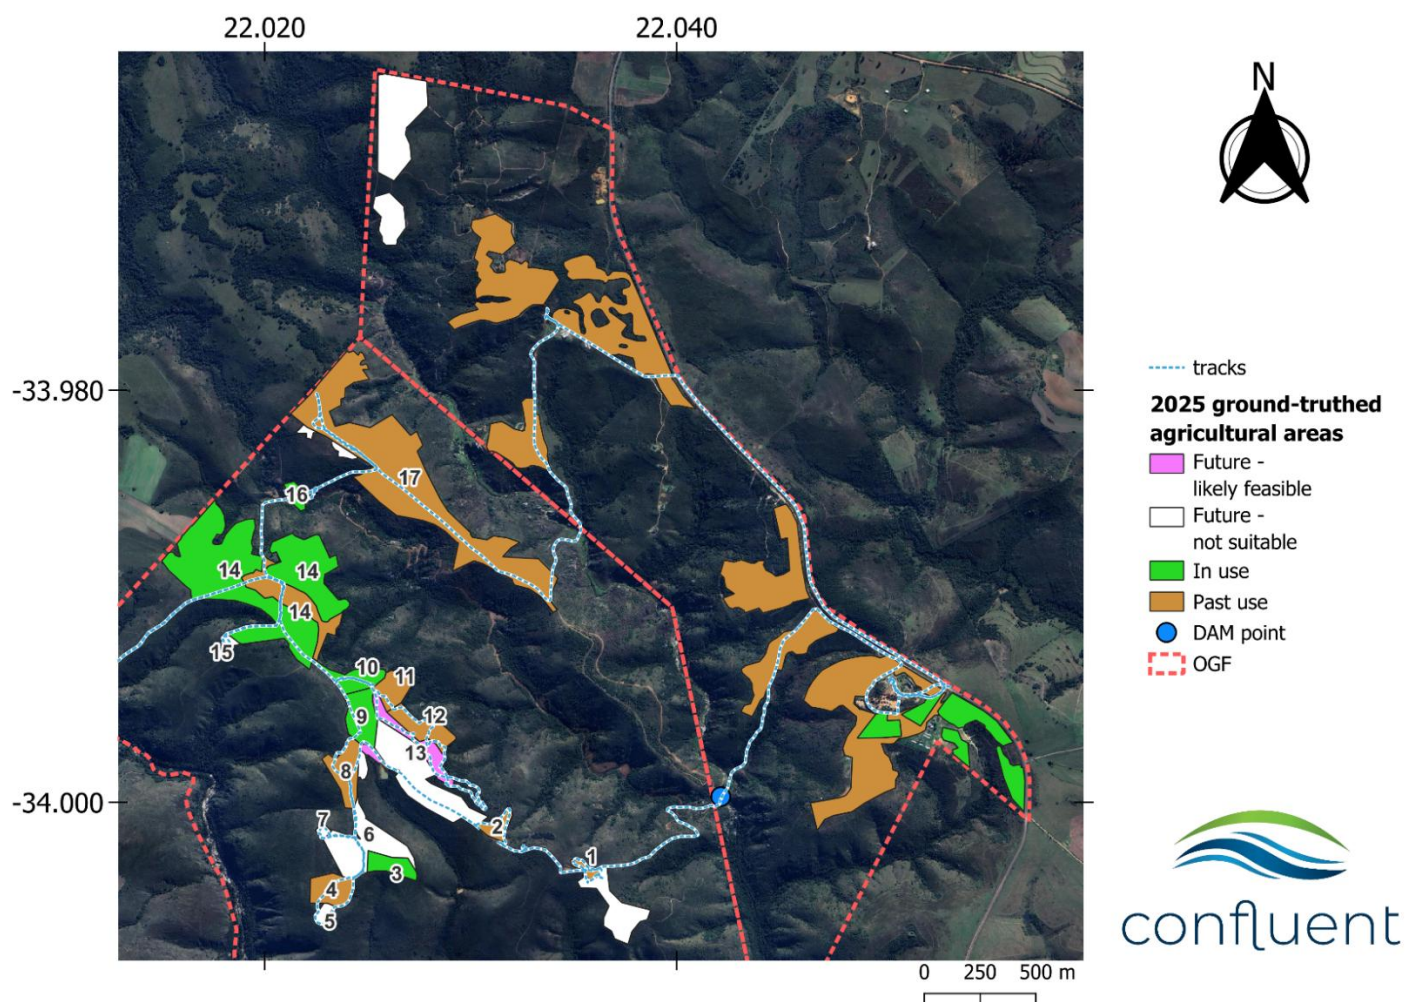 22.020
22.040
N
-33.980
-34.000
17
16
14
14
14
15
10
11
9
12
13
8
7
6
2
1
3
4
5
tracks
2025 ground-truthed
agricultural areas
Future -
likely feasible
Future -
not suitable
In use
Past use
DAM point
OGF
confluent
0 250 500 m